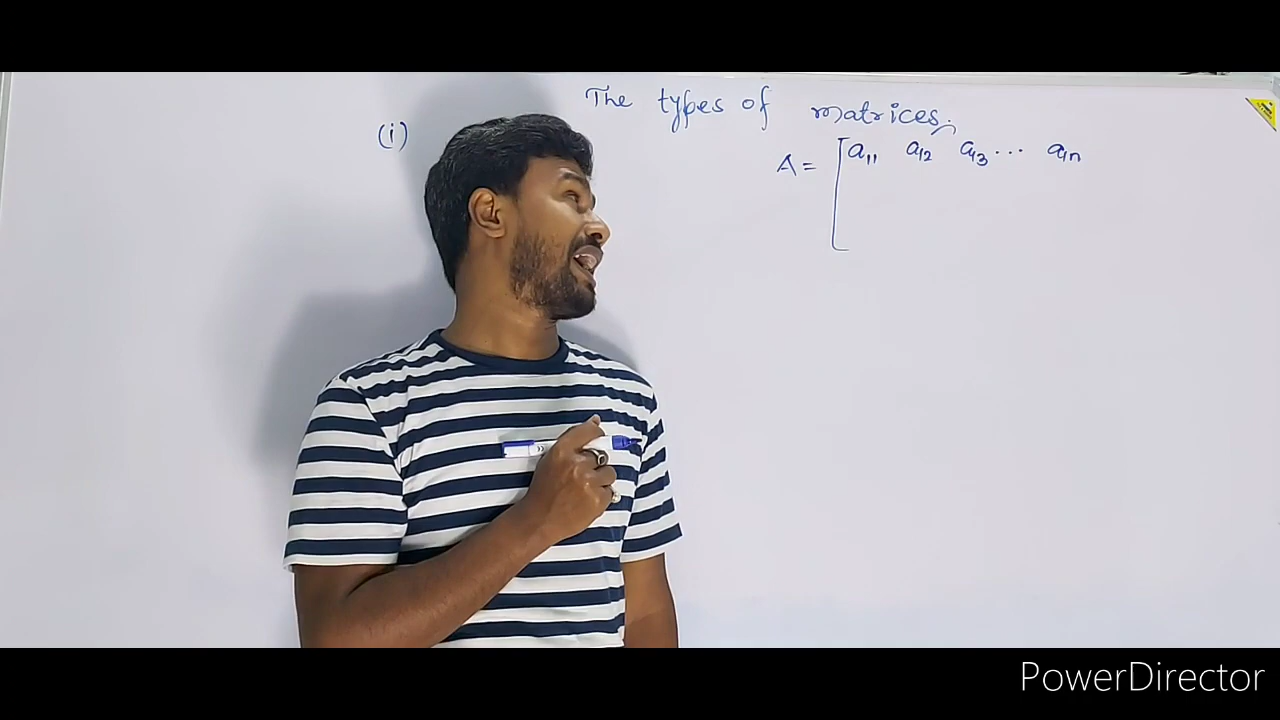 The types of matrices.
(i)
A = [a11 a12 a13 ... a1n
PowerDirector